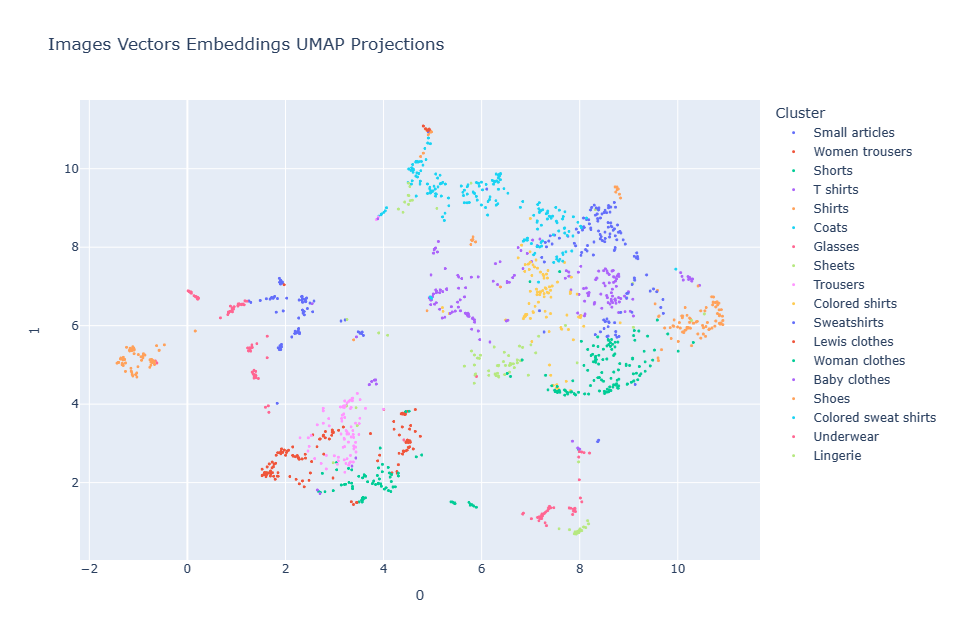 Images Vectors Embeddings UMAP Projections
Cluster
Small articles
Women trousers
Shorts
T shirts
Shirts
Coats
Glasses
Sheets
Trousers
Colored shirts
Sweatshirts
Lewis clothes
Woman clothes
Baby clothes
Shoes
Colored sweat shirts
Underwear
Lingerie
10
8
6
4
2
1
−2
0
2
4
6
8
10
0